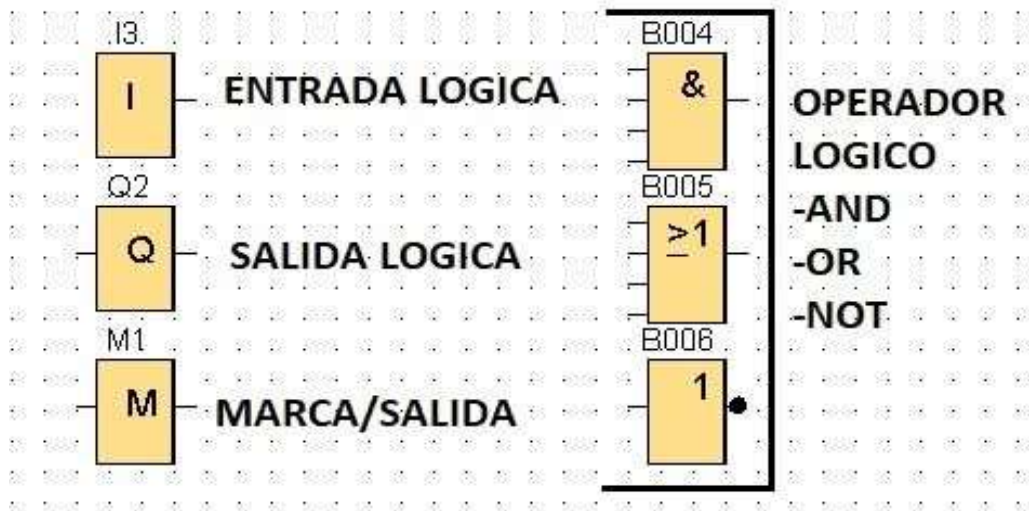 I3
I
ENTRADA LOGICA
Q2
Q
SALIDA LOGICA
M1
M
MARCA/SALIDA
B004
&
B005
≥1
B006
1
OPERADOR
LOGICO
-AND
-OR
-NOT